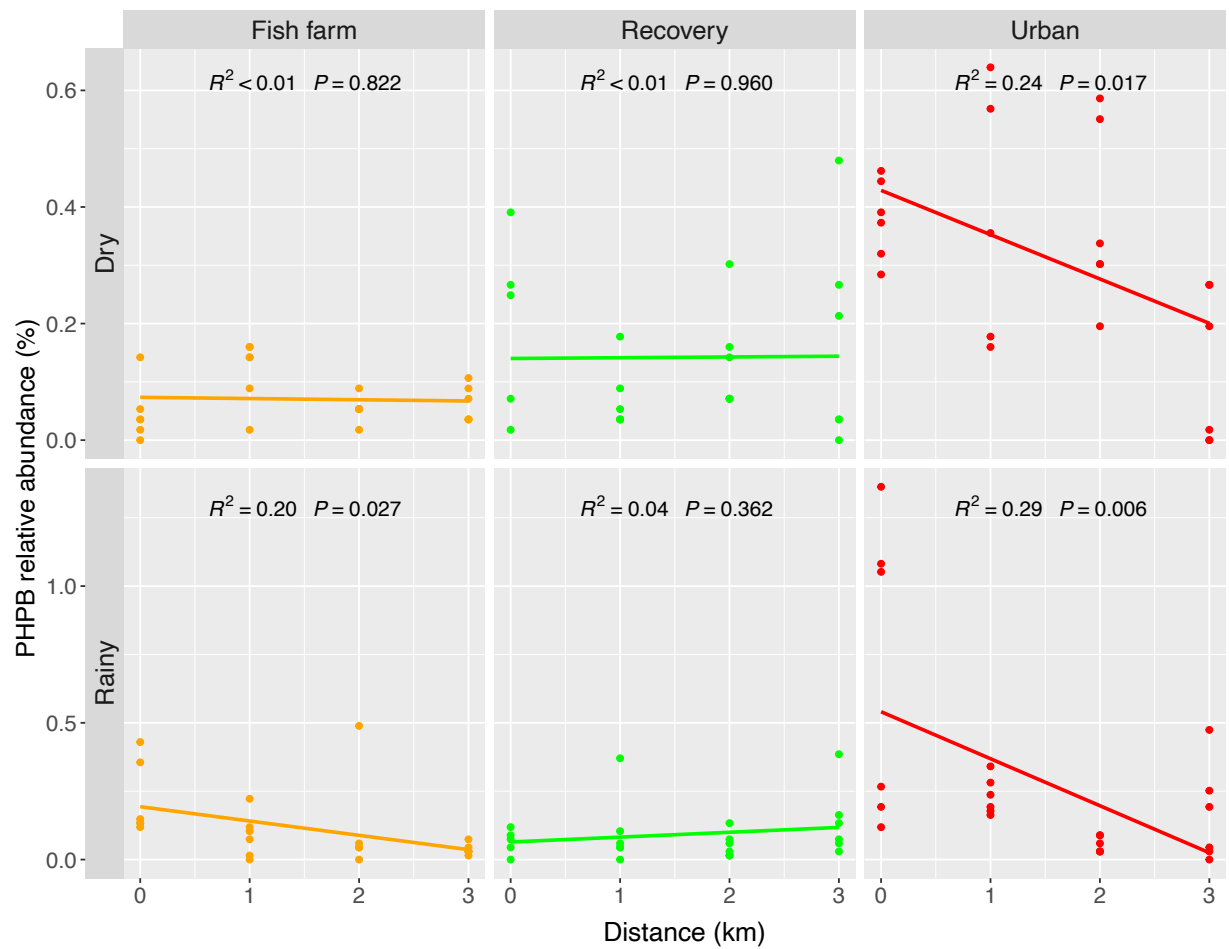 Fish farm Recovery Urban
R² < 0.01 P = 0.822 R² < 0.01 P = 0.960 R² = 0.24 P = 0.017
0.6
0.4
0.2
0.0
Dry
PHPB relative abundance (%)
R² = 0.20 P = 0.027 R² = 0.04 P = 0.362 R² = 0.29 P = 0.006
1.0
0.5
0.0
Rainy
0 1 2 3 0 1 2 3 0 1 2 3
Distance (km)